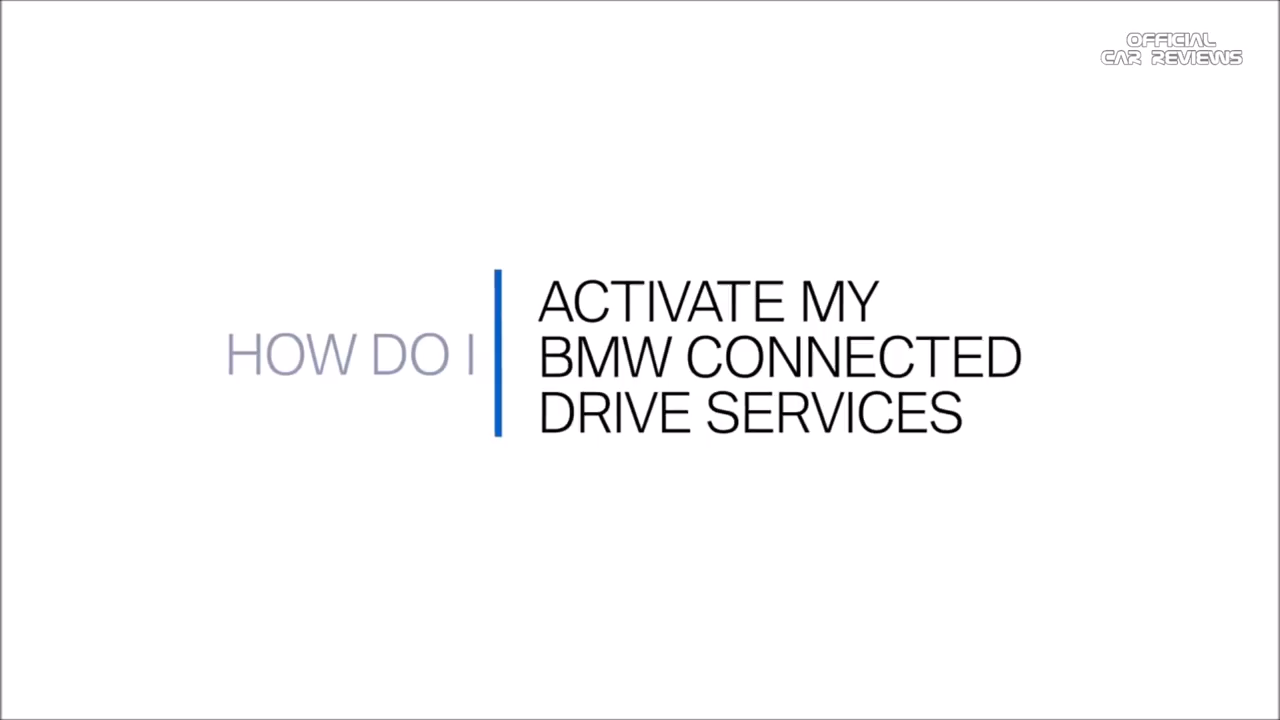 OFFICIAL
CAR REVIEWS
HOW DO I
ACTIVATE MY
BMW CONNECTED
DRIVE SERVICES